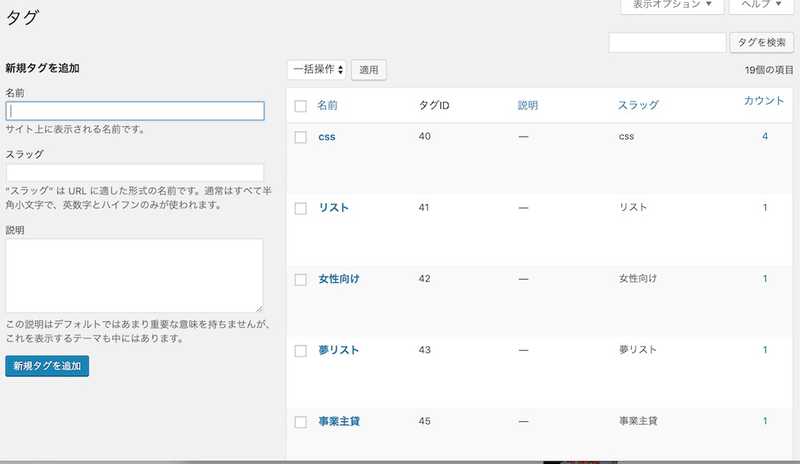 表示オプション ▼ ヘルプ ▼
タグ
タグを検索
新規タグを追加
一括操作 適用 19個の項目
名前
サイト上に表示される名前です。
スラッグ
“スラッグ” は URL に適した形式の名前です。通常はすべて半
角小文字で、英数字とハイフンのみが使われます。
説明
この説明はデフォルトではあまり重要な意味を持ちませんが、
これを表示するテーマも中にはあります。
新規タグを追加
名前 タグID 説明 スラッグ カウント
css 40 — css 4
リスト 41 — リスト 1
女性向け 42 — 女性向け 1
夢リスト 43 — 夢リスト 1
事業主貸 45 — 事業主貸 1